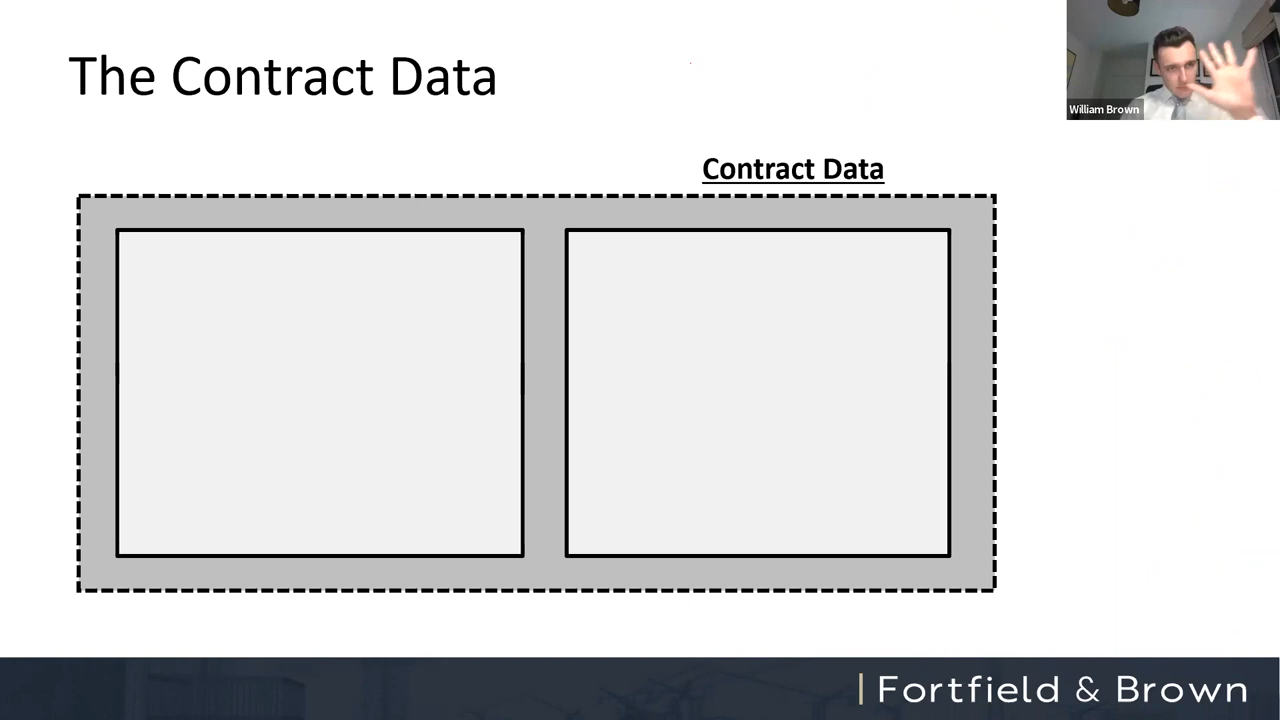 The Contract Data
William Brown
Contract Data
Fortfield & Brown